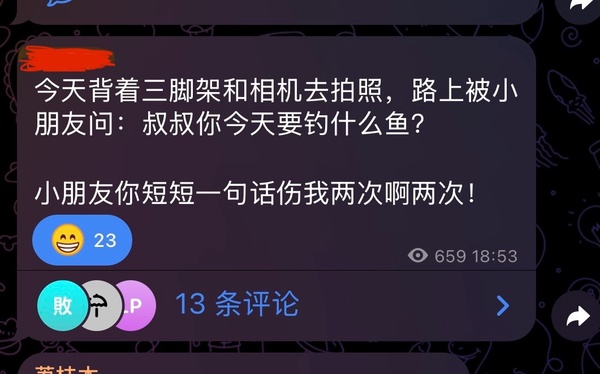 今天背着三脚架和相机去拍照，路上被小
朋友问：叔叔你今天要钓什么鱼？
小朋友你短短一句话伤我两次啊两次！
23
659 18:53
敗
LP
13 条评论